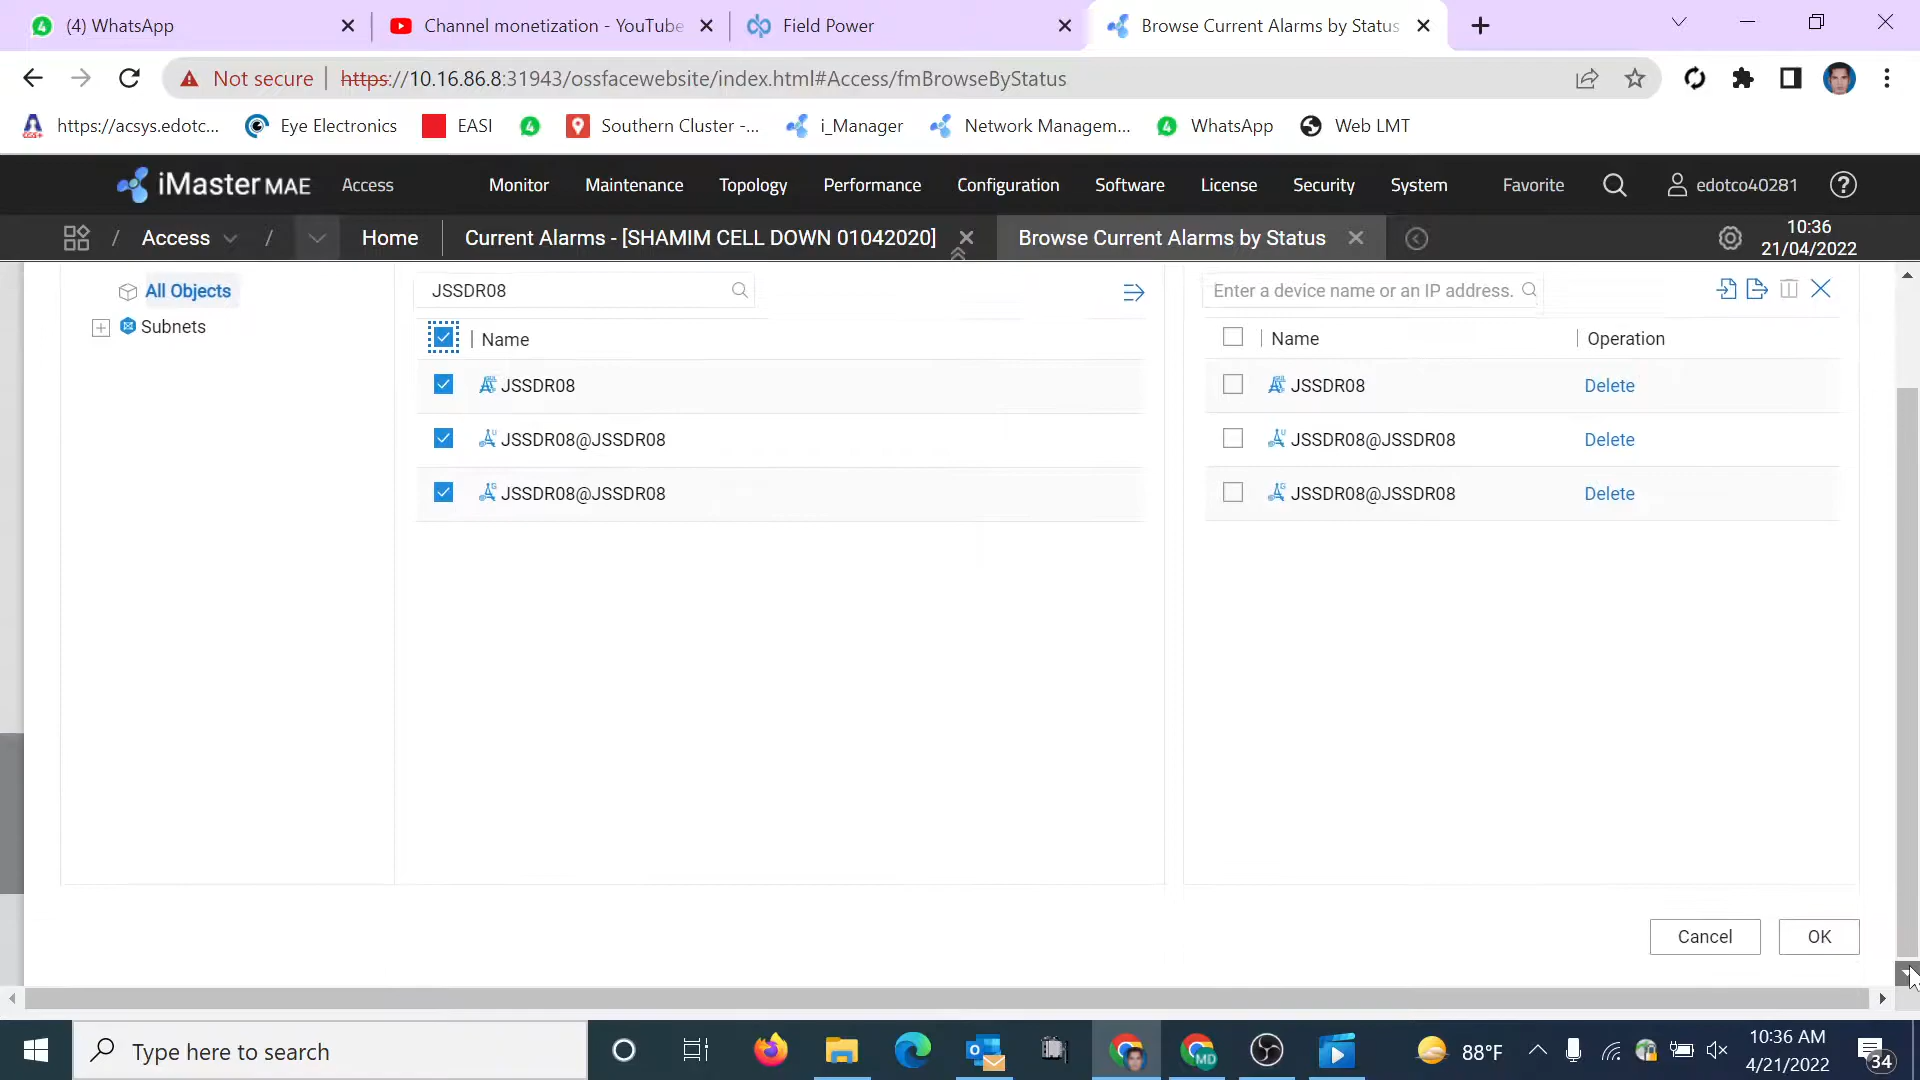 (4) WhatsApp
Channel monetization - YouTube
Field Power
Browse Current Alarms by Status
Not secure
https://10.16.86.8:31943/ossfacewebsite/index.html#Access/fmBrowseByStatus
https://acsys.edotc...
Eye Electronics
EASI
Southern Cluster -...
i_Manager
Network Managem...
WhatsApp
Web LMT
iMaster MAE
Access
Monitor
Maintenance
Topology
Performance
Configuration
Software
License
Security
System
Favorite
edotco40281
/ Access /
Home
Current Alarms - [SHAMIM CELL DOWN 01042020]
Browse Current Alarms by Status
10:36
21/04/2022
All Objects
Subnets
JSSDR08
Name
JSSDR08
JSSDR08@JSSDR08
JSSDR08@JSSDR08
Enter a device name or an IP address.
Name
Operation
JSSDR08
Delete
JSSDR08@JSSDR08
Delete
JSSDR08@JSSDR08
Delete
Cancel
OK
Type here to search
MD
88°F
10:36 AM
4/21/2022
34